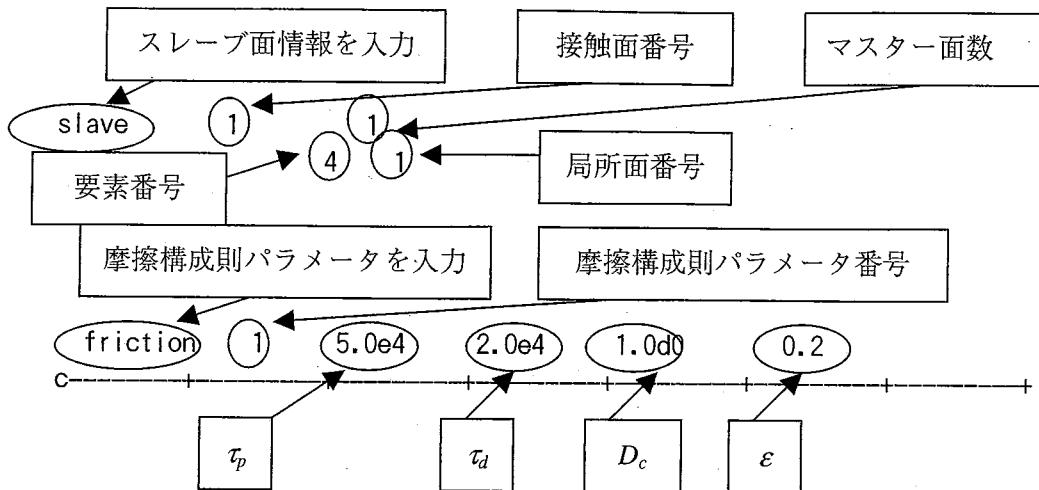 スレーブ面情報を入力 接触面番号 マスター面数
slave 1 1
4 1
要素番号 局所面番号
摩擦構成則パラメータを入力 摩擦構成則パラメータ番号
friction 1 5.0e4 2.0e4 1.0d0 0.2
c
τp τd Dc ε